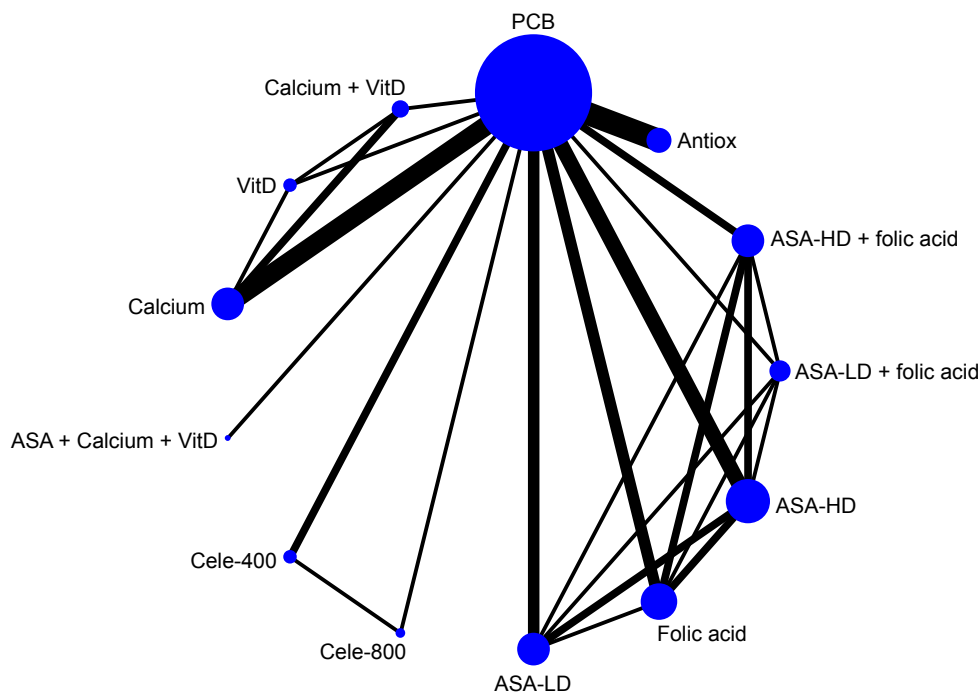 PCB
Calcium + VitD
Antiox
VitD
ASA-HD + folic acid
Calcium
ASA-LD + folic acid
ASA + Calcium + VitD
ASA-HD
Cele-400
Folic acid
Cele-800
ASA-LD